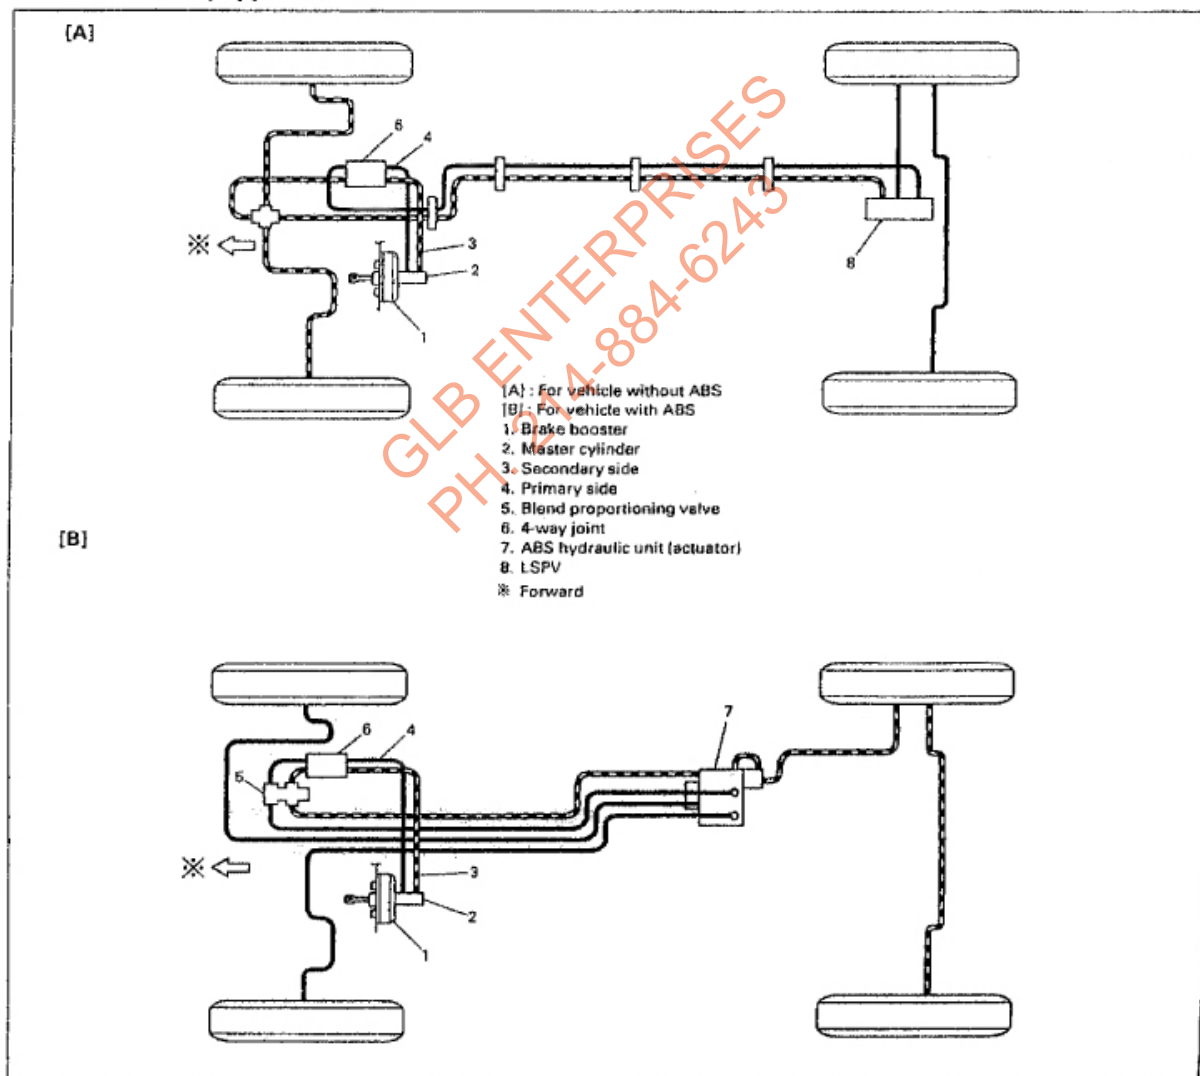 [A]
6
4
3
2
1
8
※
GLB ENTERPRISES
PH. 214-884-6243
[A] : For vehicle without ABS
[B] : For vehicle with ABS
1. Brake booster
2. Master cylinder
3. Secondary side
4. Primary side
5. Blend proportioning valve
6. 4-way joint
7. ABS hydraulic unit (actuator)
8. LSPV
※ Forward
[B]
7
6
4
5
※
3
2
1